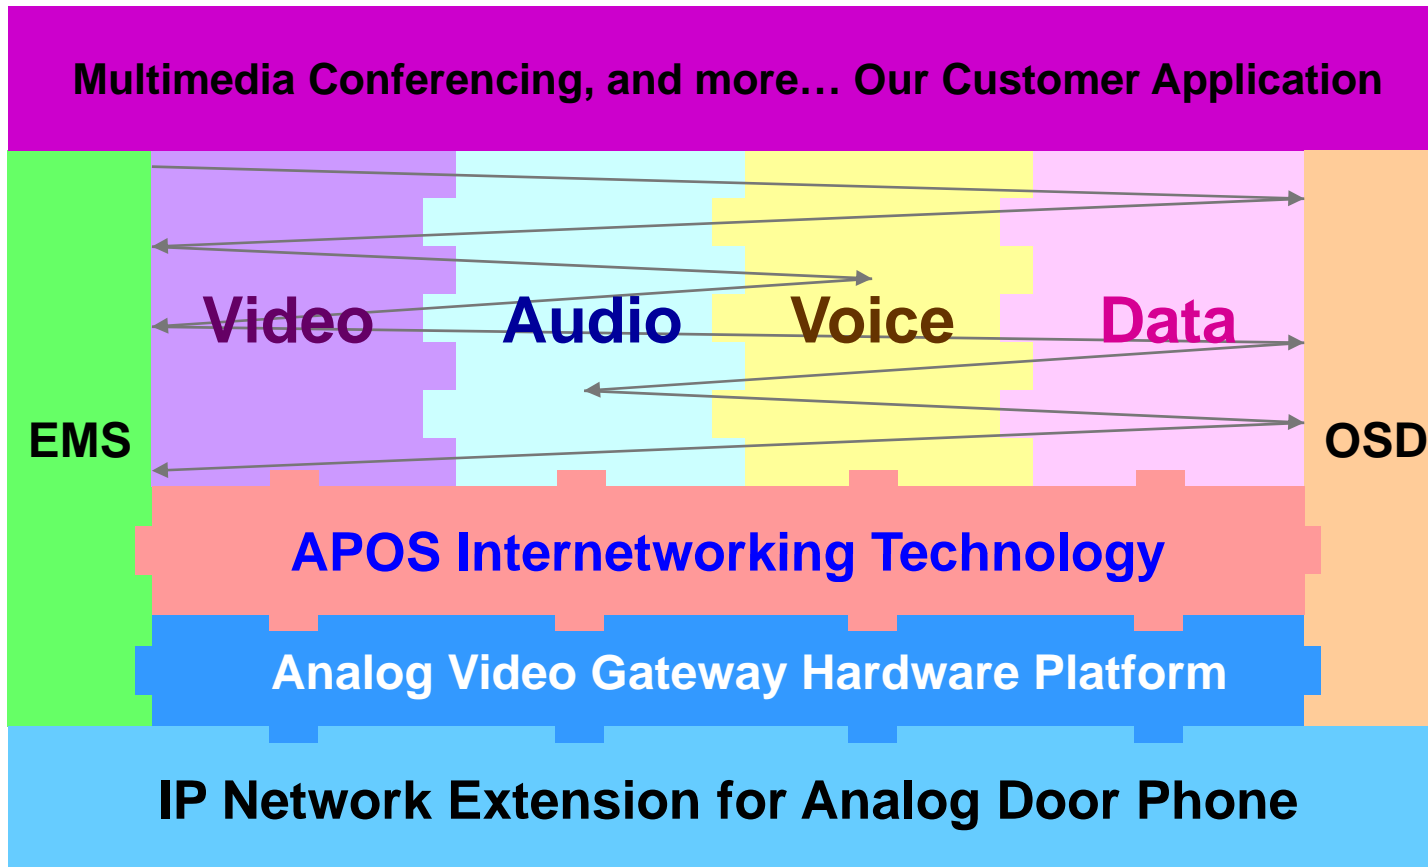 Multimedia Conferencing, and more… Our Customer Application
Video Audio Voice Data
EMS
OSD
APOS Internetworking Technology
Analog Video Gateway Hardware Platform
IP Network Extension for Analog Door Phone